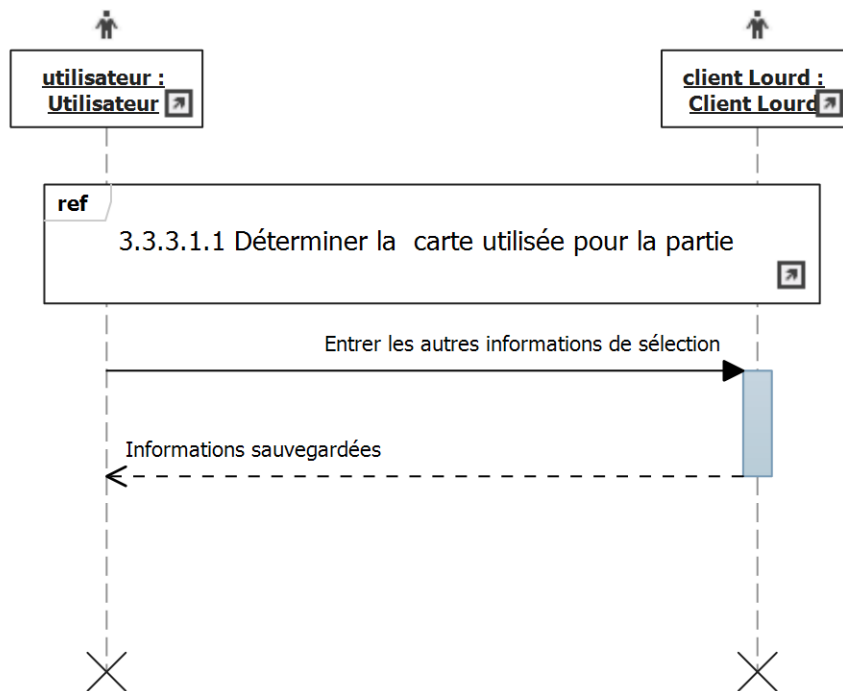 utilisateur :
Utilisateur
client Lourd :
Client Lourd
ref
3.3.3.1.1 Déterminer la  carte utilisée pour la partie
Entrer les autres informations de sélection
Informations sauvegardées